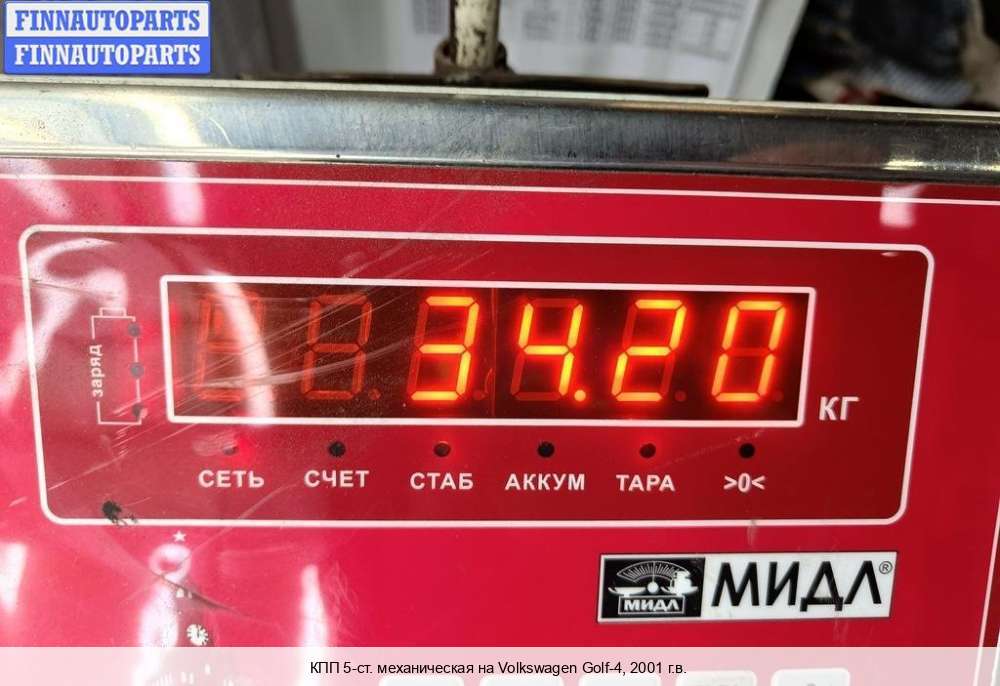 FINNAUTOPARTS
FINNAUTOPARTS
заряд
34.20
КГ
СЕТЬ СЧЕТ СТАБ АККУМ ТАРА >0<
МИДЛ МИДЛ®
КПП 5-ст. механическая на Volkswagen Golf-4, 2001 г.в.